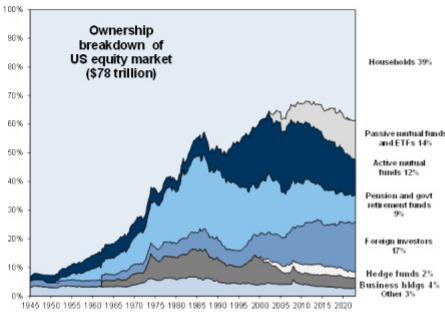 100%
90%
80%
70%
60%
50%
40%
30%
20%
10%
0%
Ownership
breakdown of
US equity market
($78 trillion)
Households 39%
Passive mutual funds
and ETFs 14%
Active mutual
funds 12%
Pension and govt
retirement funds
9%
Foreign investors
17%
Hedge funds 2%
Business hldgs 4%
Other 3%
1945 1950 1955 1960 1965 1970 1975 1980 1985 1990 1995 2000 2005 2010 2015 2020